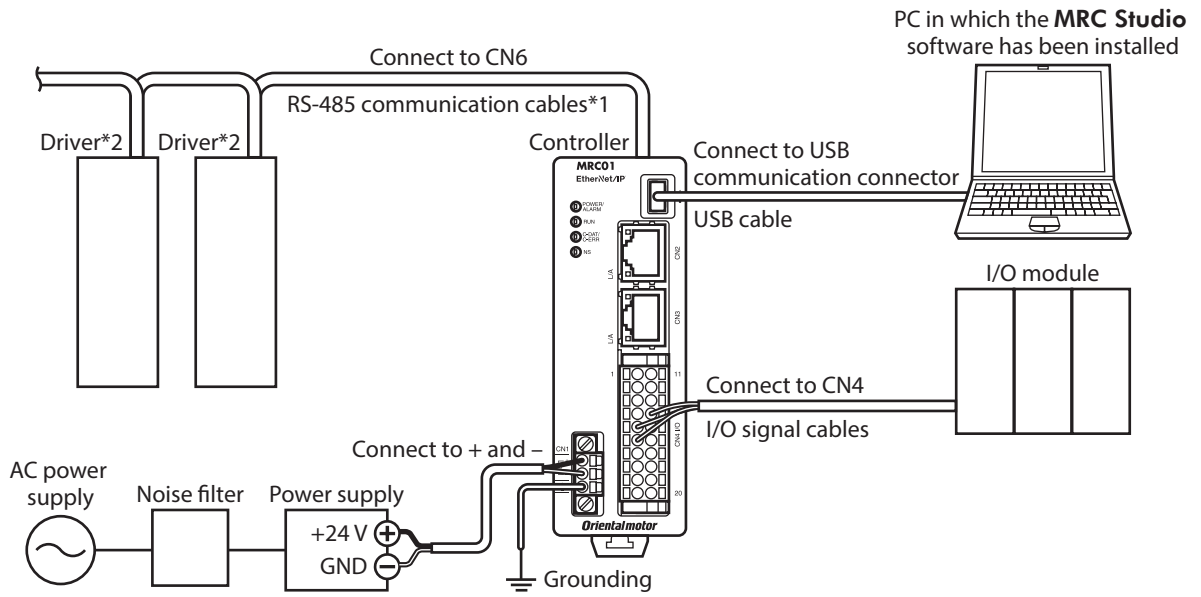 PC in which the MRC Studio
software has been installed
Connect to CN6
RS-485 communication cables*1
Driver*2
Driver*2
Controller
MRC01
EtherNet/IP
POWER/
ALARM
RUN
C-DAT/
C-ERR
NS
L/A
CN2
L/A
CN3
1
11
CN4 I/O
20
CN1
Orientalmotor
Connect to USB
communication connector
USB cable
I/O module
Connect to CN4
I/O signal cables
Connect to + and –
AC power
supply
Noise filter
Power supply
+24 V +
GND –
Grounding